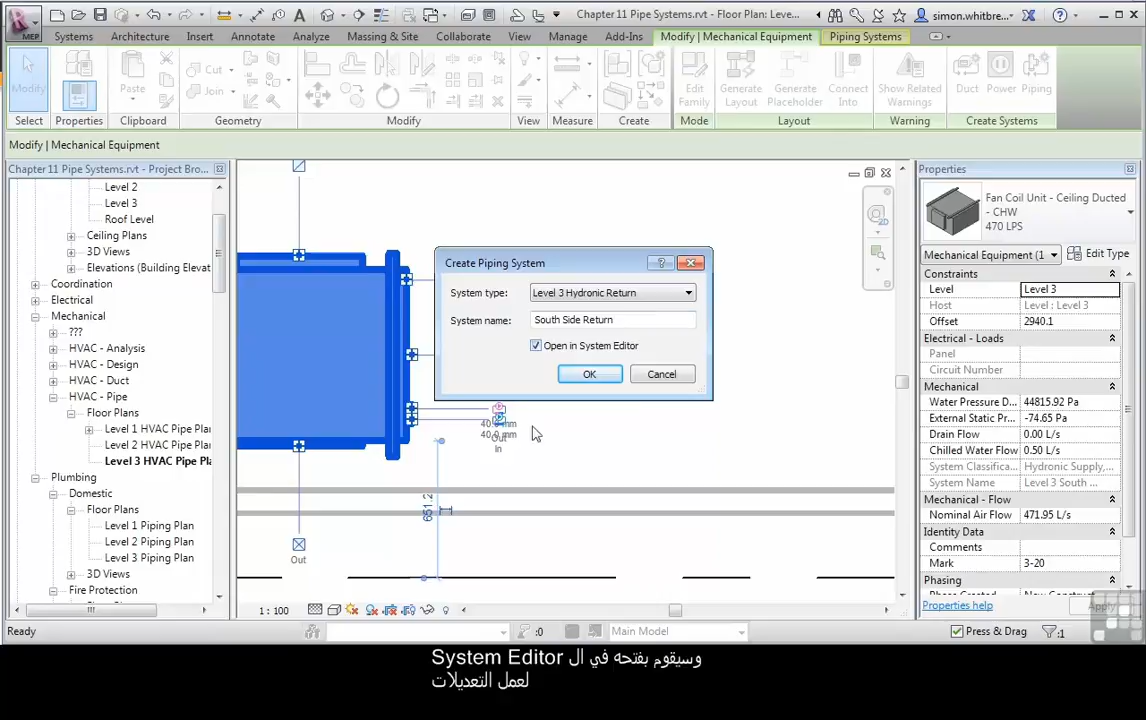 Chapter 11 Pipe Systems.rvt - Floor Plan: Leve...
simon.whitbre...
MEP
Systems
Architecture
Insert
Annotate
Analyze
Massing & Site
Collaborate
View
Manage
Add-Ins
Modify | Mechanical Equipment
Piping Systems
Modify
Paste
Cut
Join
Edit Family
Generate Layout
Generate Placeholder
Connect Into
Show Related Warnings
Duct
Power
Piping
Select
Properties
Clipboard
Geometry
Modify
View
Measure
Create
Mode
Layout
Warning
Create Systems
Modify | Mechanical Equipment
Chapter 11 Pipe Systems.rvt - Project Bro...
Level 2
Level 3
Roof Level
Ceiling Plans
3D Views
Elevations (Building Elevat
Coordination
Electrical
Mechanical
???
HVAC - Analysis
HVAC - Design
HVAC - Duct
HVAC - Pipe
Floor Plans
Level 1 HVAC Pipe Plan
Level 2 HVAC Pipe Plan
Level 3 HVAC Pipe Pla
Plumbing
Domestic
Floor Plans
Level 1 Piping Plan
Level 2 Piping Plan
Level 3 Piping Plan
3D Views
Fire Protection
Create Piping System
System type:
Level 3 Hydronic Return
System name:
South Side Return
Open in System Editor
OK
Cancel
40.0 mm
40.0 mm
Out
In
651.2
Out
Properties
Fan Coil Unit - Ceiling Ducted - CHW
470 LPS
Mechanical Equipment (1
Edit Type
Constraints
Level Level 3
Host Level : Level 3
Offset 2940.1
Electrical - Loads
Panel
Circuit Number
Mechanical
Water Pressure D... 44815.92 Pa
External Static Pr... -74.65 Pa
Drain Flow 0.00 L/s
Chilled Water Flow 0.50 L/s
System Classifica... Hydronic Supply,...
System Name Level 3 South ...
Mechanical - Flow
Nominal Air Flow 471.95 L/s
Identity Data
Comments
Mark 3-20
Phasing
Properties help
Apply
1 : 100
Ready
:0
Main Model
Press & Drag
:1
وسيقوم بفتحه في ال System Editor
لعمل التعديلات